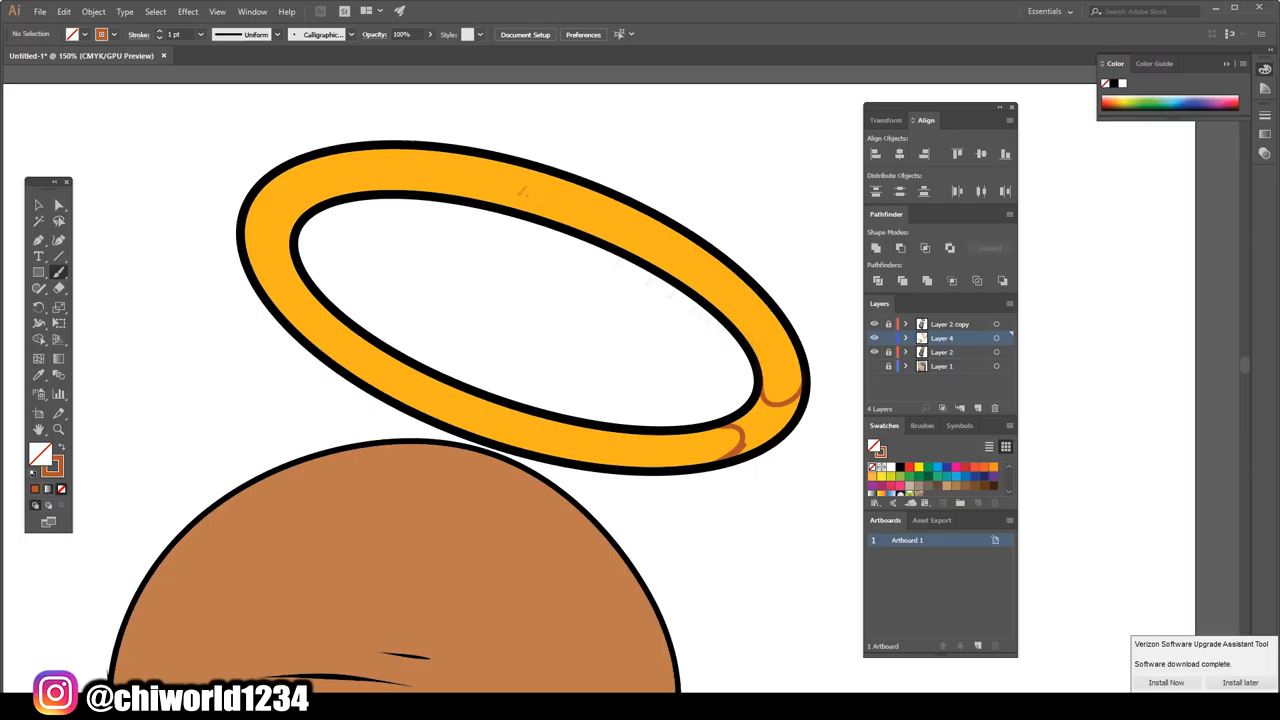 Ai File Edit Object Type Select Effect View Window Help Br St Essentials Search Adobe Stock
No Selection Stroke: 1 pt Uniform Calligraphic... Opacity: 100% Style: Document Setup Preferences
Untitled-1* @ 150% (CMYK/GPU Preview) ×
Color Color Guide
Transform Align
Align Objects:
Distribute Objects:
Pathfinder
Shape Modes:
Expand
Pathfinders:
Layers
Layer 2 copy
Layer 4
Layer 2
Layer 1
4 Layers
Swatches Brushes Symbols
Artboards Asset Export
1 Artboard 1
1 Artboard
Verizon Software Upgrade Assistant Tool
Software download complete.
Install Now Install later
@chiworld1234